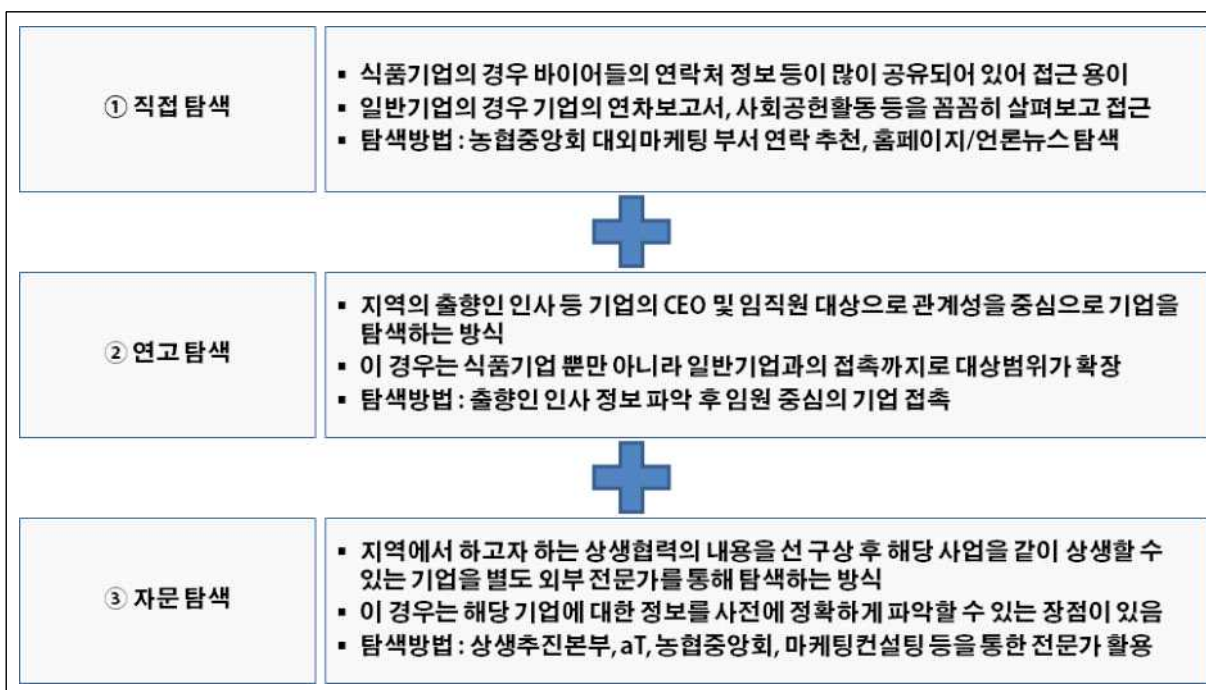 ① 직접 탐색
▪ 식품기업의 경우 바이어들의 연락처 정보 등이 많이 공유되어 있어 접근 용이
▪ 일반기업의 경우 기업의 연차보고서, 사회공헌활동 등을 꼼꼼히 살펴보고 접근
▪ 탐색방법 : 농협중앙회 대외마케팅 부서 연락 추천, 홈페이지/언론뉴스 탐색
② 연고 탐색
▪ 지역의 출향인 인사 등 기업의 CEO 및 임직원 대상으로 관계성을 중심으로 기업을
탐색하는 방식
▪ 이 경우는 식품기업 뿐만 아니라 일반기업과의 접촉까지로 대상범위가 확장
▪ 탐색방법 : 출향인 인사 정보 파악 후 임원 중심의 기업 접촉
③ 자문 탐색
▪ 지역에서 하고자 하는 상생협력의 내용을 선 구상 후 해당 사업을 같이 상생할 수
있는 기업을 별도 외부 전문가를 통해 탐색하는 방식
▪ 이 경우는 해당 기업에 대한 정보를 사전에 정확하게 파악할 수 있는 장점이 있음
▪ 탐색방법 : 상생추진본부, aT, 농협중앙회, 마케팅컨설팅 등을 통한 전문가 활용